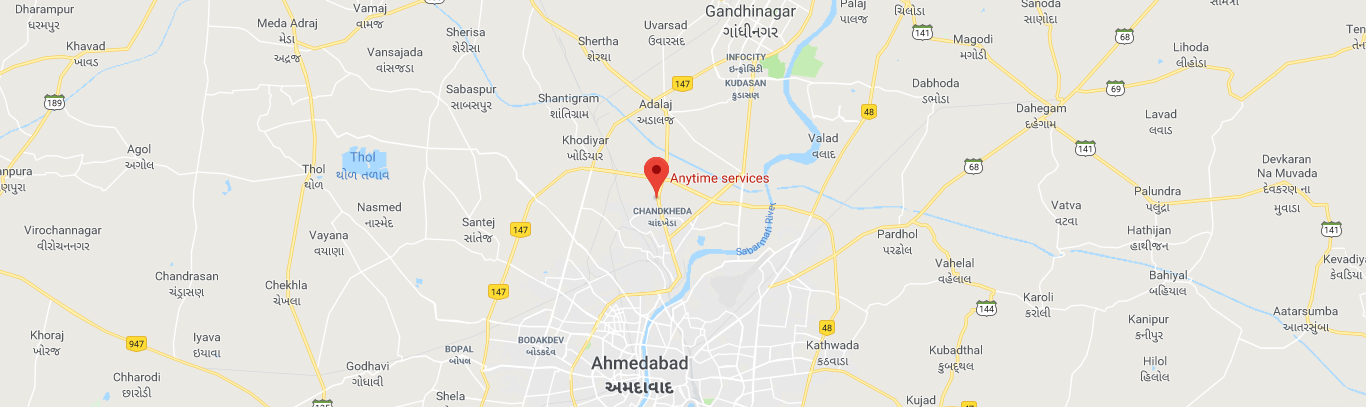 Dharampur
ધરમપુર
Meda Adraj
મેડા
અદ્રજ
Vamaj
વામજ
Khavad
ખાવડ
Vansajada
વાંસજડા
Sherisa
શેરીસા
Uvarsad
ઉવારસદ
Shertha
શેરથા
Gandhinagar
ગાંધીનગર
INFOCITY
ઇન્ફોસિટી
KUDASAN
કુડાસણ
Palaj
પાલજ
ચિલોડા
141
Sanoda
સાણોદા
68
Magodi
મગોડી
Lihoda
લીહોડા
189
147
Sabaspur
સાબસપુર
Shantigram
શાંતિગ્રામ
Adalaj
અડાલજ
48
Dabhoda
ડભોડા
69
Dahegam
દહેગામ
Lavad
લવાડ
Agol
અગોલ
Thol
થોળ તળાવ
Khodiyar
ખોડિયાર
Valad
વલાદ
141
68
Devkaran
Na Muvada
દેવકરણ ના
મુવાડા
Thol
થોળ
Anytime services
Palundra
પલુંદ્રા
Nasmed
નાસ્મેદ
Santej
સાંતેજ
CHANDKHEDA
ચાંદખેડા
Vatva
વટવા
Virochannagar
વીરોચનનગર
Vayana
વયાણા
147
Sabarmati River
Pardhol
પરઢોલ
Hathijan
હાથીજન
141
Chandrasan
ચંદ્રાસણ
Chekhla
ચેખલા
147
Vahelal
વહેલાલ
Bahiyal
બહિયાલ
કેવડિયા
144
Karoli
કરોલી
Aatarsumba
આતરસુંબા
Khoraj
ખોરજ
947
Iyava
ઇયાવા
BOPAL
બોપલ
BODAKDEV
બોડકદેવ
48
Kathwada
કઠવાડા
Kubadthal
કુબદ્થલ
Kanipur
કનીપુર
Ahmedabad
અમદાવાદ
Godhavi
ગોધાવી
Hilol
હિલોલ
Chharodi
છારોડી
Shela
Kujad